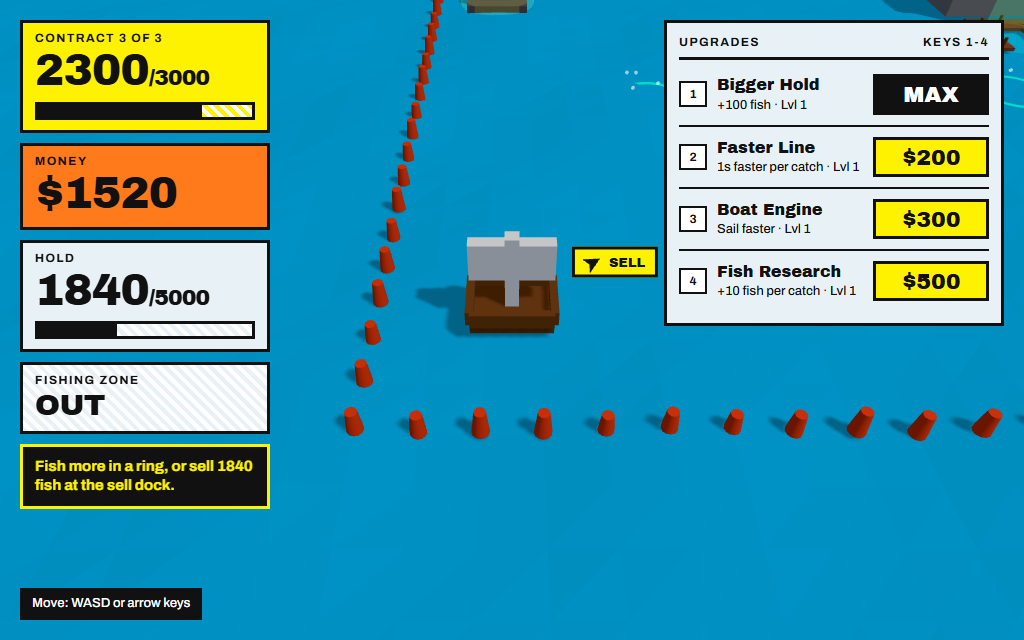 CONTRACT 3 OF 3
2300/3000
MONEY
$1520
HOLD
1840/5000
FISHING ZONE
OUT
Fish more in a ring, or sell 1840
fish at the sell dock.
Move: WASD or arrow keys
SELL
UPGRADES KEYS 1-4
1 Bigger Hold MAX
+100 fish · Lvl 1
2 Faster Line $200
1s faster per catch · Lvl 1
3 Boat Engine $300
Sail faster · Lvl 1
4 Fish Research $500
+10 fish per catch · Lvl 1